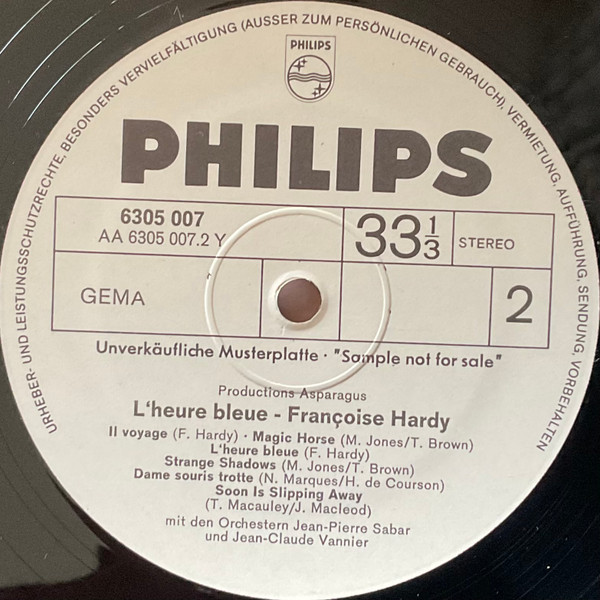 URHEBER- UND LEISTUNGSSCHUTZRECHTE, BESONDERS VERVIELFÄLTIGUNG (AUSSER ZUM PERSÖNLICHEN GEBRAUCH), VERMIETUNG, AUFFÜHRUNG, SENDUNG, VORBEHALTEN
PHILIPS
PHILIPS
6305 007
AA 6305 007.2 Y
33 1/3
STEREO
GEMA
2
Unverkäufliche Musterplatte · "Sample not for sale"
Productions Asparagus
L'heure bleue - Françoise Hardy
Il voyage (F. Hardy) · Magic Horse (M. Jones/T. Brown)
L'heure bleue (F. Hardy)
Strange Shadows (M. Jones/T. Brown)
Dame souris trotte (N. Marques/H. de Courson)
Soon Is Slipping Away
(T. Macauley/J. Macleod)
mit den Orchestern Jean-Pierre Sabar
und Jean-Claude Vannier